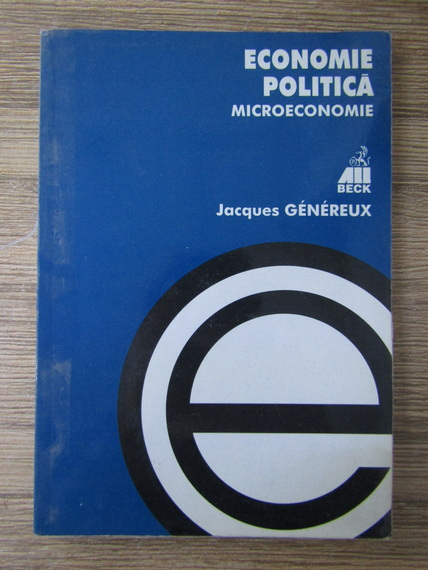 ECONOMIE
POLITICĂ
MICROECONOMIE
ALL
BECK
Jacques GÉNÉREUX
e